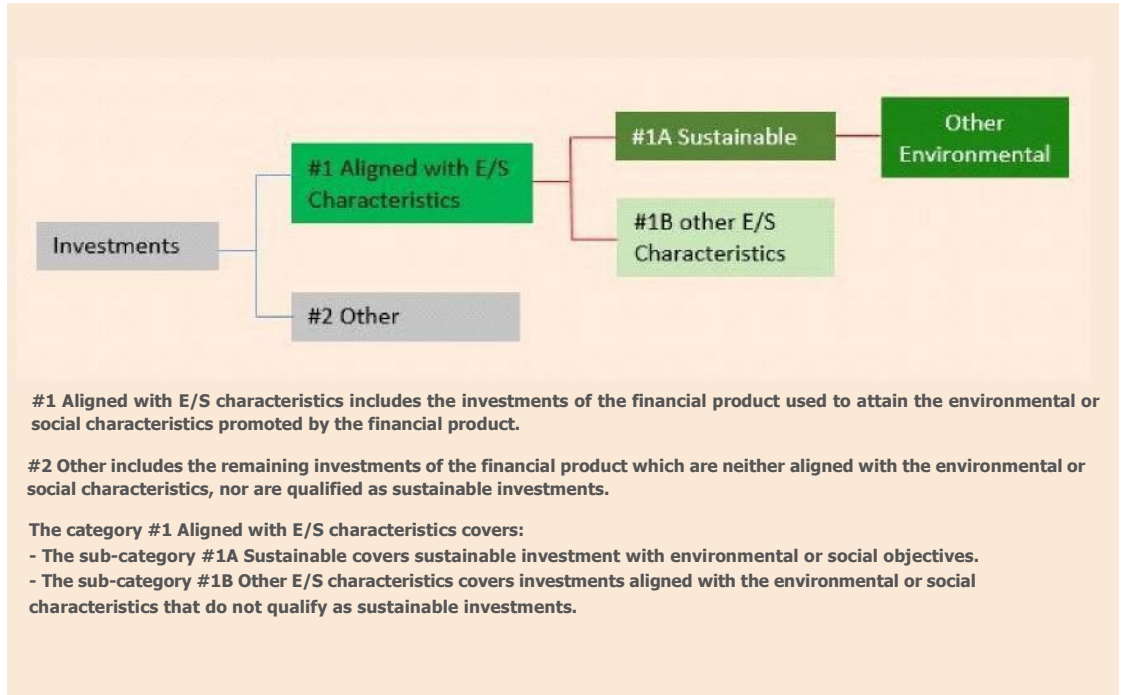 Investments
#1 Aligned with E/S
Characteristics
#2 Other
#1A Sustainable
#1B other E/S
Characteristics
Other
Environmental
#1 Aligned with E/S characteristics includes the investments of the financial product used to attain the environmental or
social characteristics promoted by the financial product.
#2 Other includes the remaining investments of the financial product which are neither aligned with the environmental or
social characteristics, nor are qualified as sustainable investments.
The category #1 Aligned with E/S characteristics covers:
- The sub-category #1A Sustainable covers sustainable investment with environmental or social objectives.
- The sub-category #1B Other E/S characteristics covers investments aligned with the environmental or social
characteristics that do not qualify as sustainable investments.